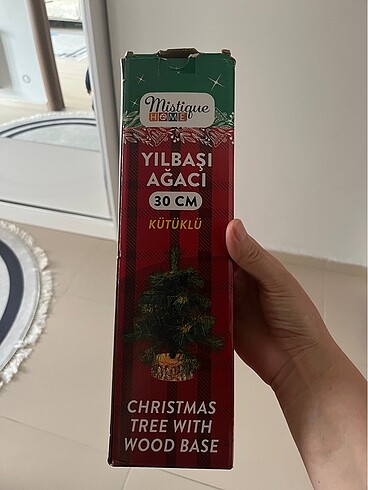 Mistique
HOME
YILBAŞI
AĞACI
30 CM
KÜTÜKLÜ
CHRISTMAS
TREE WITH
WOOD BASE